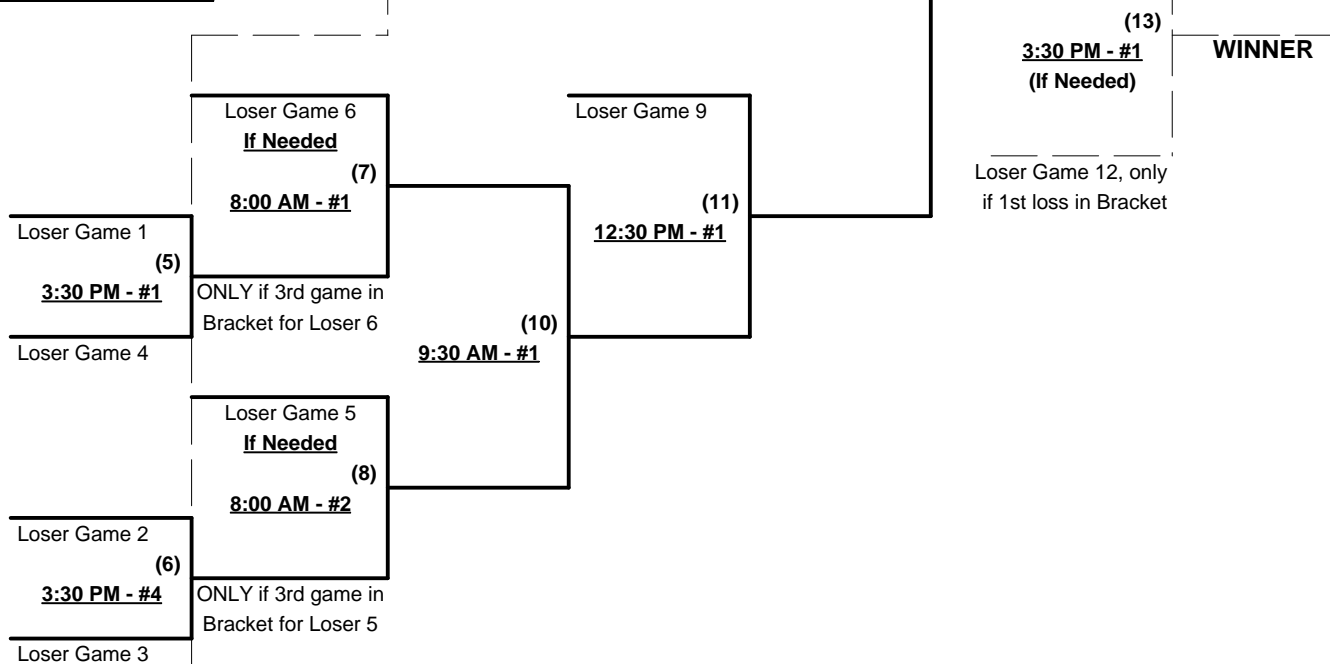 (13)
3:30 PM - #1
(If Needed)
WINNER
Loser Game 12, only
if 1st loss in Bracket
Loser Game 6
If Needed
(7)
8:00 AM - #1
Loser Game 9
(11)
12:30 PM - #1
Loser Game 1
(5)
3:30 PM - #1
Loser Game 4
ONLY if 3rd game in
Bracket for Loser 6
(10)
9:30 AM - #1
Loser Game 5
If Needed
(8)
8:00 AM - #2
Loser Game 2
(6)
3:30 PM - #4
Loser Game 3
ONLY if 3rd game in
Bracket for Loser 5